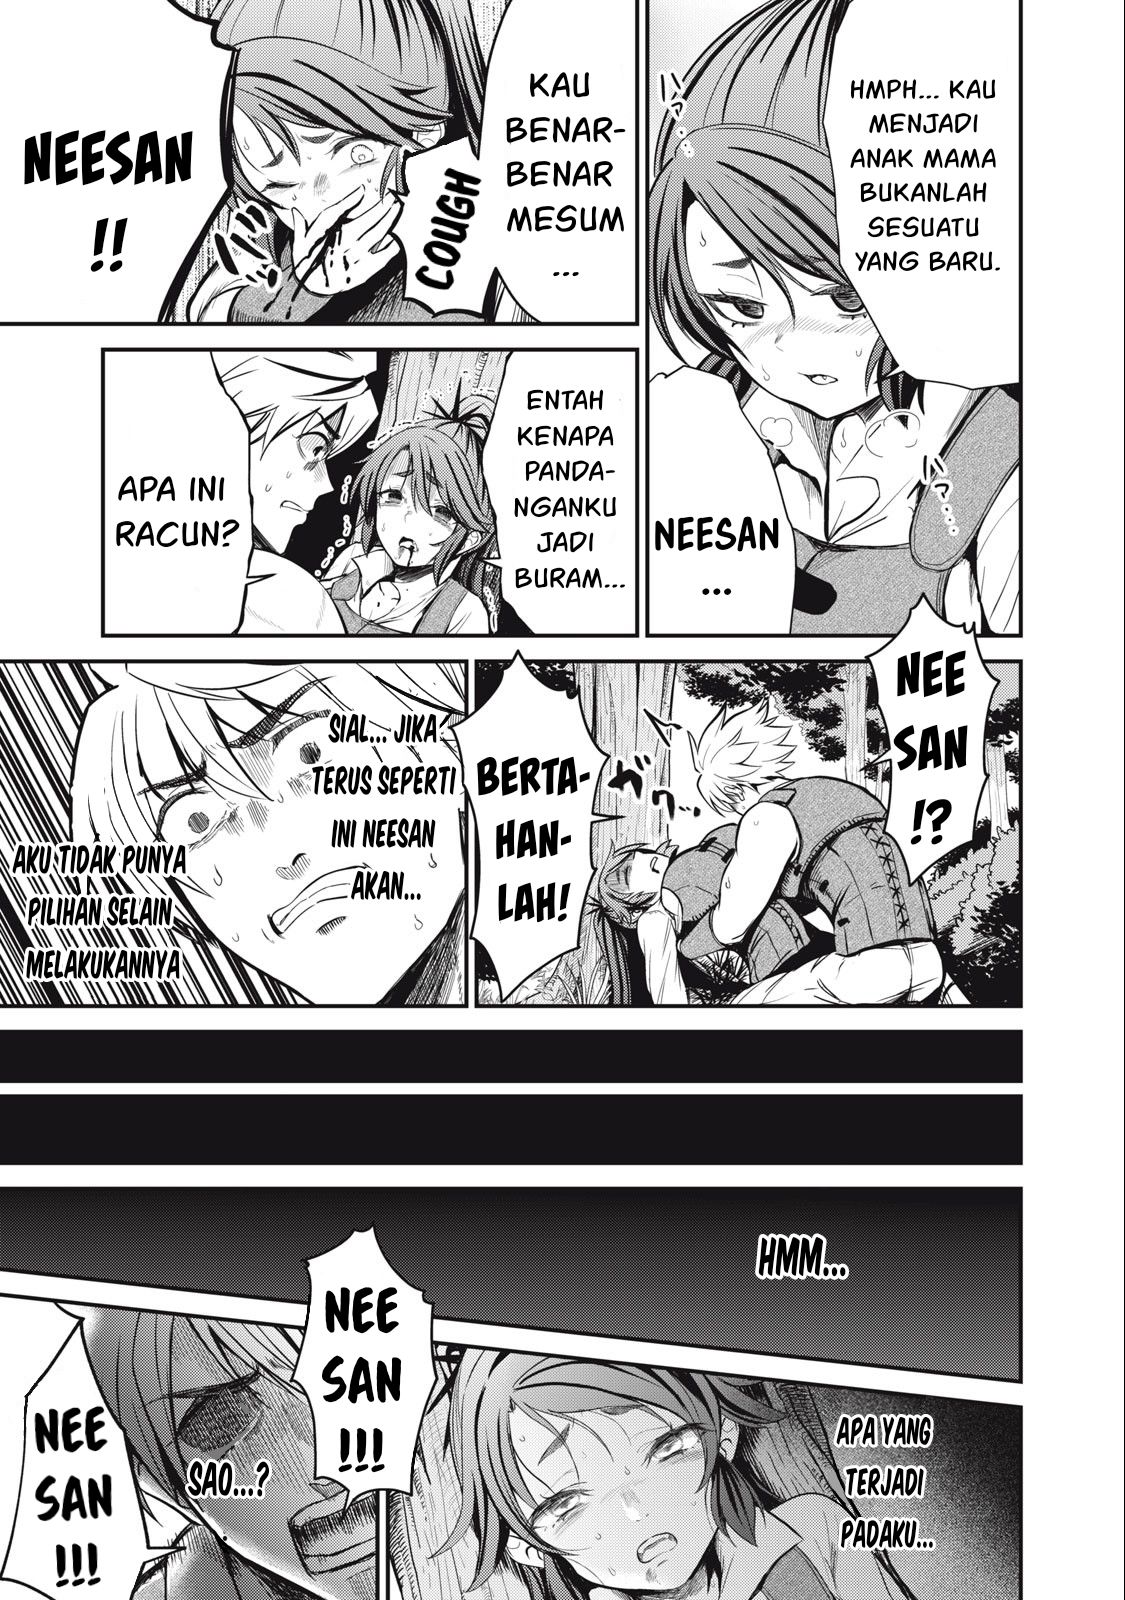 HMPH... KAU
MENJADI
ANAK MAMA
BUKANLAH
SESUATU
YANG BARU.
NEESAN
...
KAU
BENAR-
BENAR
MESUM
...
COUGH
NEESAN
!!
ENTAH
KENAPA
PANDA-
NGANKU
JADI
BURAM...
APA INI
RACUN?
NEE
SAN
!?
BERTA-
HAN-
LAH!
SIAL... JIKA
TERUS SEPERTI
INI NEESAN
AKAN...
AKU TIDAK PUNYA
PILIHAN SELAIN
MELAKUKANNYA
HMM...
APA YANG
TERJADI
PADAKU...
NEE
SAN
!!!
SAO...?
NEE
SAN
!!!